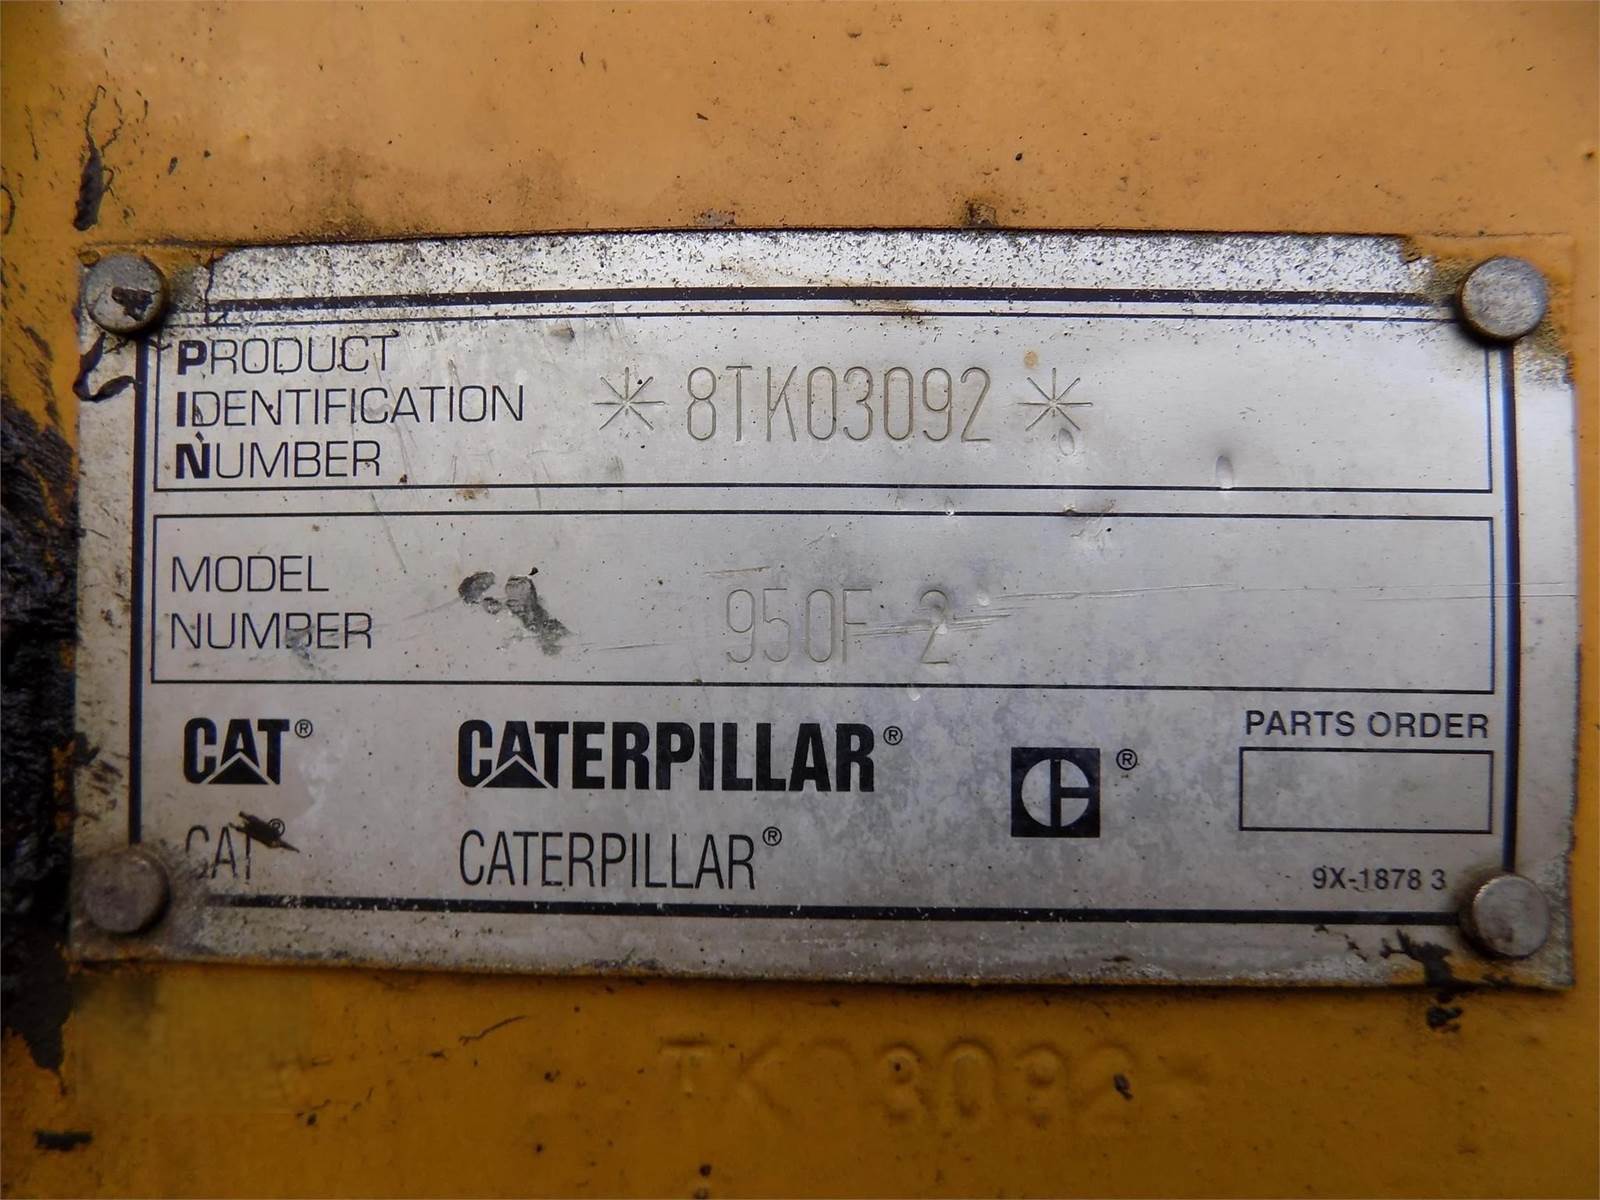 PRODUCT
IDENTIFICATION
NUMBER
*8TK03092*
MODEL
NUMBER
950F 2
CAT® CATERPILLAR® ®
PARTS ORDER
CAT® CATERPILLAR®
9X-1878 3
TK03092